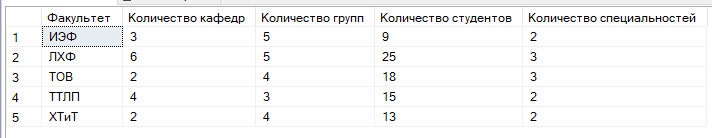 Факультет Количество кафедр Количество групп Количество студентов Количество специальностей
1 ИЭФ 3 5 9 2
2 ЛХФ 6 5 25 3
3 ТОВ 2 4 18 3
4 ТТЛП 4 3 15 2
5 ХТиТ 2 4 13 2